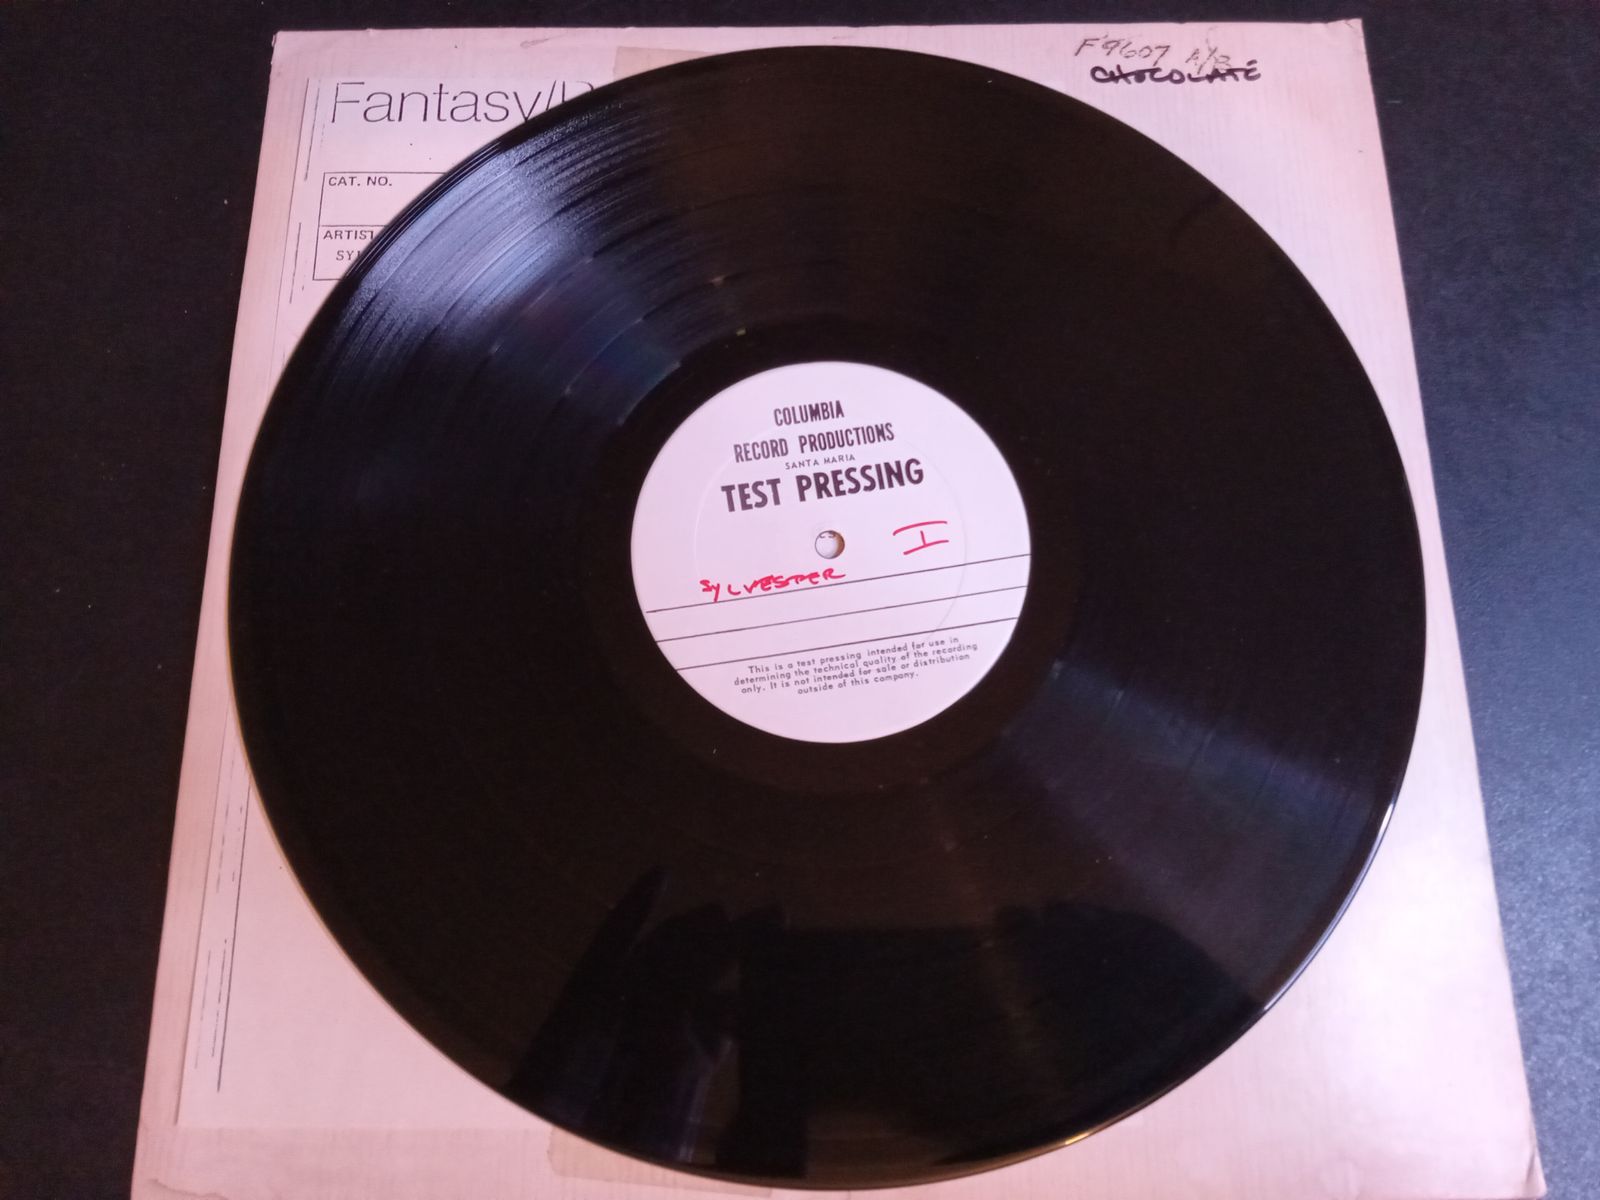 F9607 A/B
CHOCOLATE
Fantasy/
CAT. NO.
ARTIST
SYL
COLUMBIA
RECORD PRODUCTIONS
SANTA MARIA
TEST PRESSING
I
SYLVESTER
This is a test pressing intended for use in
determining the technical quality of the recording
only. It is not intended for sale or distribution
outside of this company.